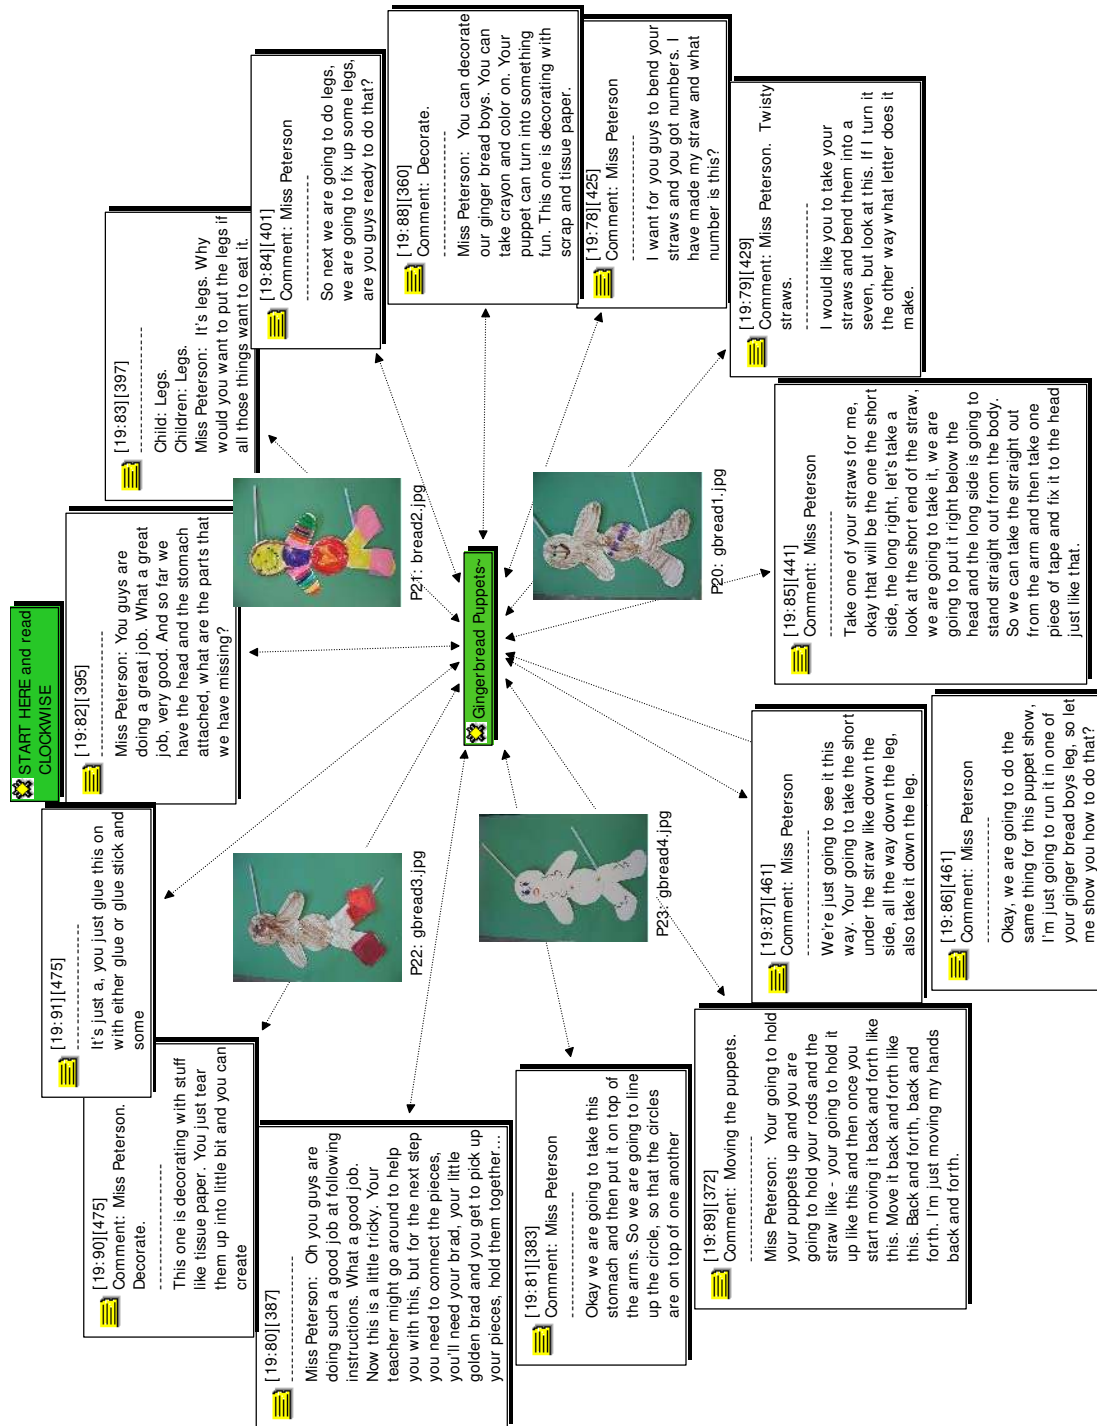 START HERE and read
CLOCKWISE
[19:82][395]
--------------------
Miss Peterson: You guys are
doing a great job. What a great
job, very good. And so far we
have the head and the stomach
attached, what are the parts that
we have missing?
[19:83][397]
--------------------
Child: Legs.
Children: Legs.
Miss Peterson: It's legs. Why
would you want to put the legs if
all those things want to eat it.
[19:84][401]
Comment: Miss Peterson
--------------------
So next we are going to do legs,
we are going to fix up some legs,
are you guys ready to do that?
[19:88][360]
Comment: Decorate.
--------------------
Miss Peterson: You can decorate
our ginger bread boys. You can
take crayon and color on. Your
puppet can turn into something
fun. This one is decorating with
scrap and tissue paper.
[19:78][425]
Comment: Miss Peterson
--------------------
I want for you guys to bend your
straws and you got numbers. I
have made my straw and what
number is this?
[19:79][429]
Comment: Miss Peterson. Twisty
straws.
--------------------
I would like you to take your
straws and bend them into a
seven, but look at this. If I turn it
the other way what letter does it
make.
[19:85][441]
Comment: Miss Peterson
--------------------
Take one of your straws for me,
okay that will be the one the short
side, the long right, let's take a
look at the short end of the straw,
we are going to take it, we are
going to put it right below the
head and the long side is going to
stand straight out from the body.
So we can take the straight out
from the arm and then take one
piece of tape and fix it to the head
just like that.
[19:86][461]
Comment: Miss Peterson
--------------------
Okay, we are going to do the
same thing for this puppet show,
I'm just going to run it in one of
your ginger bread boys leg, so let
me show you how to do that?
[19:87][461]
Comment: Miss Peterson
--------------------
We're just going to see it this
way. Your going to take the short
under the straw like down the
side, all the way down the leg,
also take it down the leg.
[19:89][372]
Comment: Moving the puppets.
--------------------
Miss Peterson: Your going to hold
your puppets up and you are
going to hold your rods and the
straw like - your going to hold it
up like this and then once you
start moving it back and forth like
this. Move it back and forth like
this. Back and forth, back and
forth. I'm just moving my hands
back and forth.
[19:81][383]
Comment: Miss Peterson
--------------------
Okay we are going to take this
stomach and then put it on top of
the arms. So we are going to line
up the circle, so that the circles
are on top of one another
[19:80][387]
--------------------
Miss Peterson: Oh you guys are
doing such a good job at following
instructions. What a good job.
Now this is a little tricky. Your
teacher might go around to help
you with this, but for the next step
you need to connect the pieces,
you'll need your brad, your little
golden brad and you get to pick up
your pieces, hold them together....
[19:90][475]
Comment: Miss Peterson.
Decorate.
--------------------
This one is decorating with stuff
like tissue paper. You just tear
them up into little bit and you can
create
[19:91][475]
--------------------
It's just a, you just glue this on
with either glue or glue stick and
some
Gingerbread Puppets~
P21: bread2.jpg
P20: gbread1.jpg
P22: gbread3.jpg
P23: gbread4.jpg